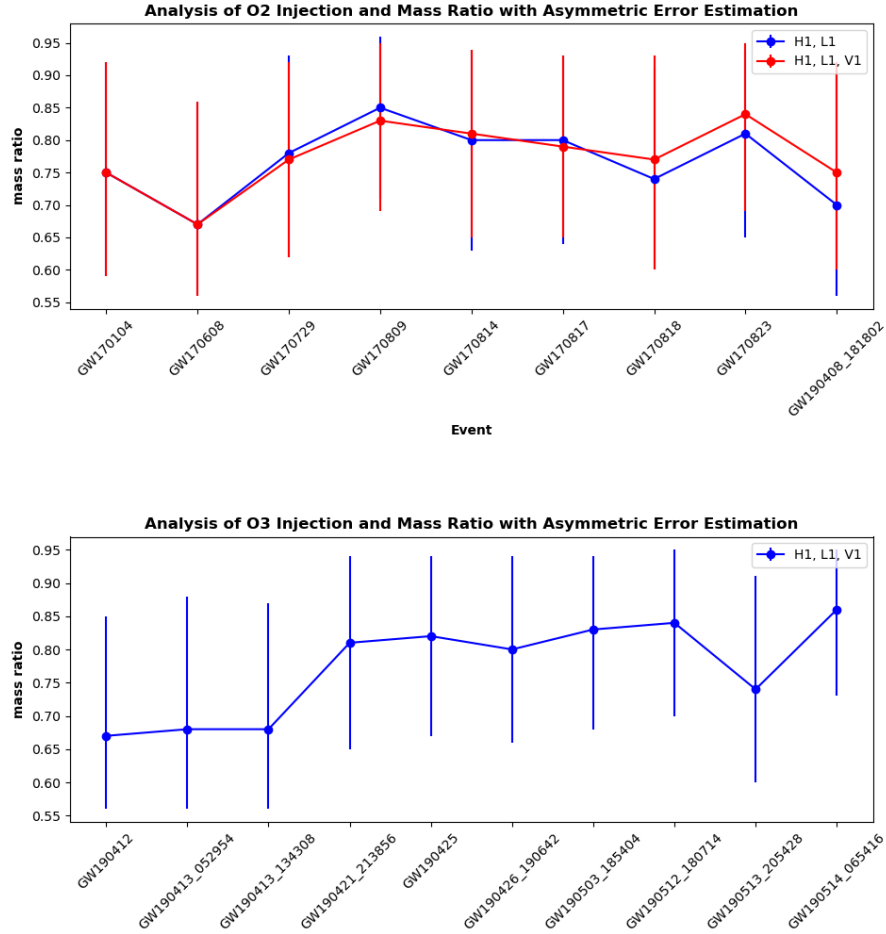 Analysis of O2 Injection and Mass Ratio with Asymmetric Error Estimation
H1, L1
H1, L1, V1
mass ratio
0.95
0.90
0.85
0.80
0.75
0.70
0.65
0.60
0.55
GW170104
GW170608
GW170729
GW170809
GW170814
GW170817
GW170818
GW170823
GW190408_181802
Event
Analysis of O3 Injection and Mass Ratio with Asymmetric Error Estimation
H1, L1, V1
mass ratio
0.95
0.90
0.85
0.80
0.75
0.70
0.65
0.60
0.55
GW190412
GW190413_052954
GW190413_134308
GW190421_213856
GW190425
GW190426_190642
GW190503_185404
GW190512_180714
GW190513_205428
GW190514_065416